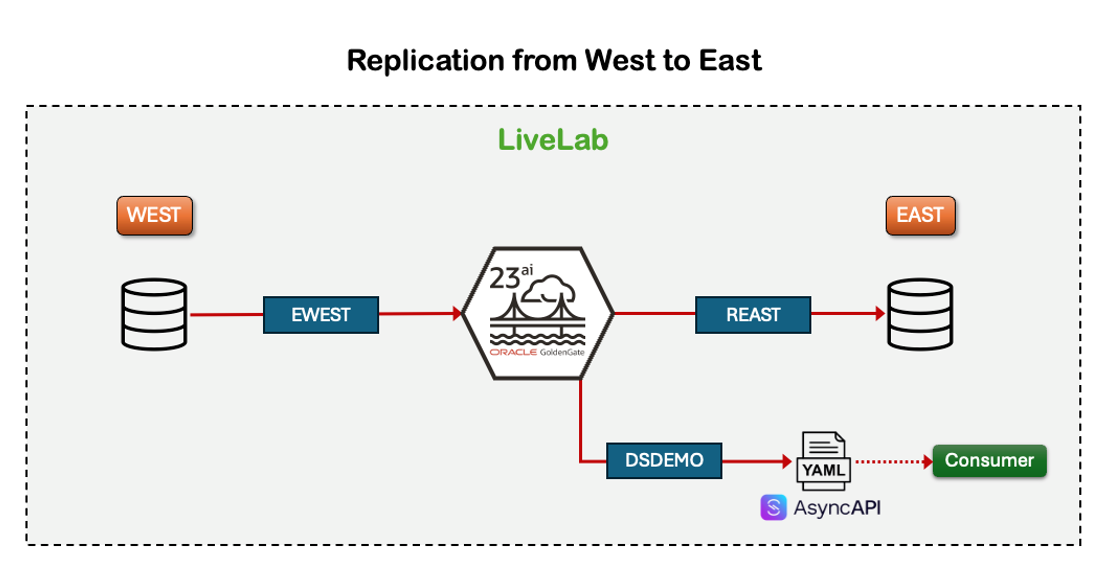 Replication from West to East
LiveLab
WEST
EAST
23ai
ORACLE GoldenGate
EWEST
REAST
DSDEMO
YAML
Consumer
AsyncAPI